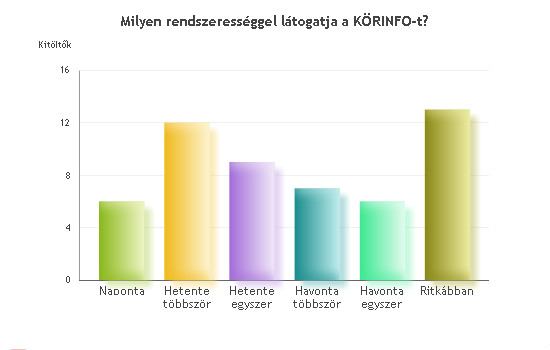 Milyen rendszerességgel látogatja a KÖRINFO-t?
Kitöltők
16
12
8
4
0
Naponta
Hetente többször
Hetente egyszer
Havonta többször
Havonta egyszer
Ritkábban